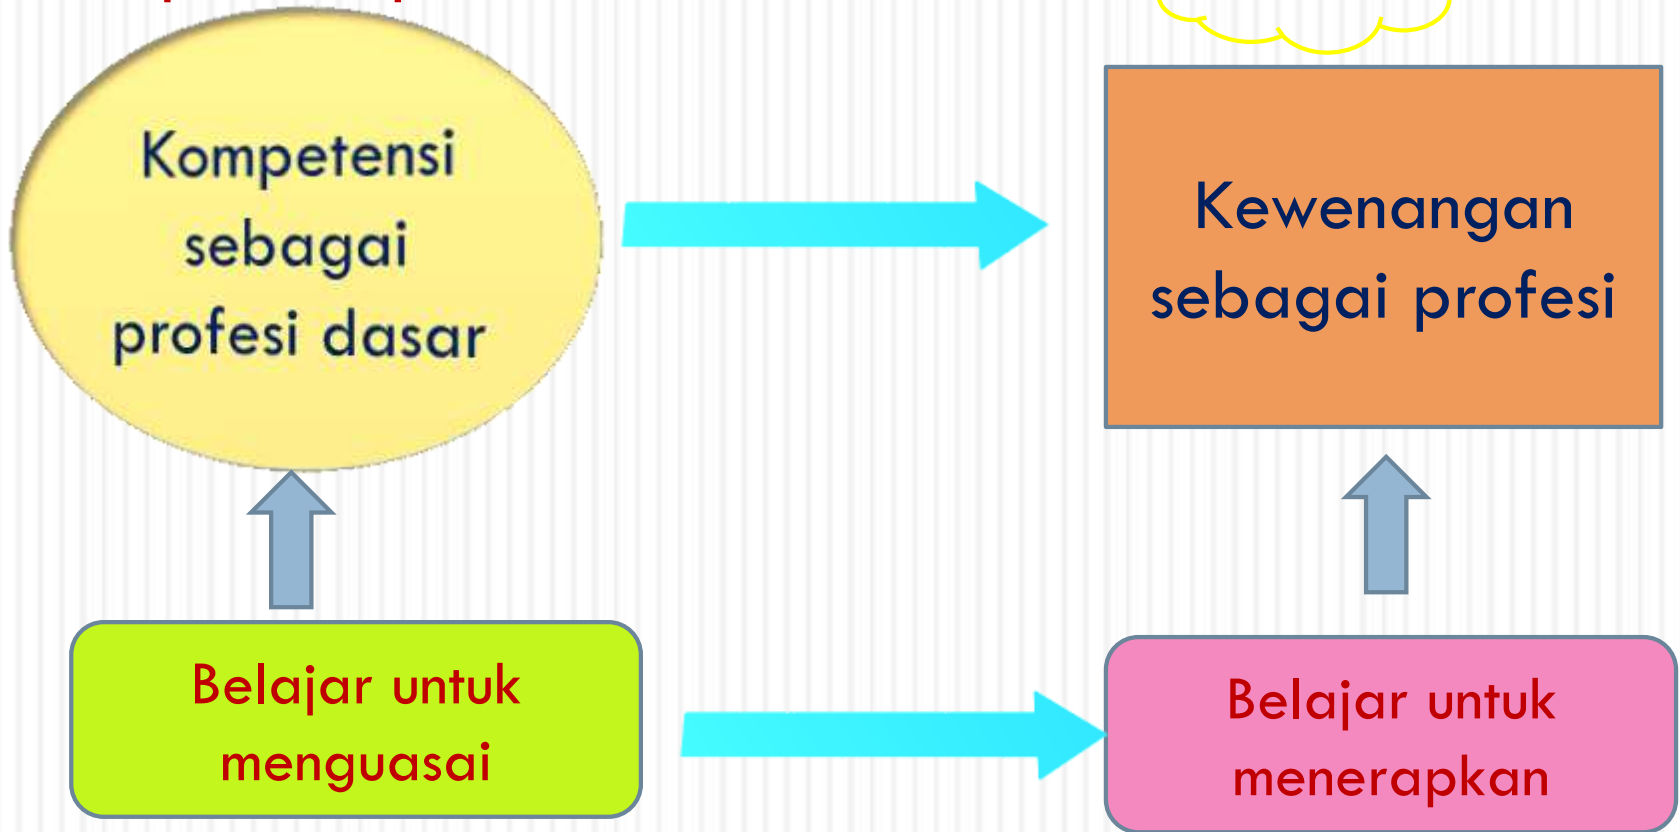 Kompetensi
sebagai
profesi dasar
Kewenangan
sebagai profesi
Belajar untuk
menguasai
Belajar untuk
menerapkan